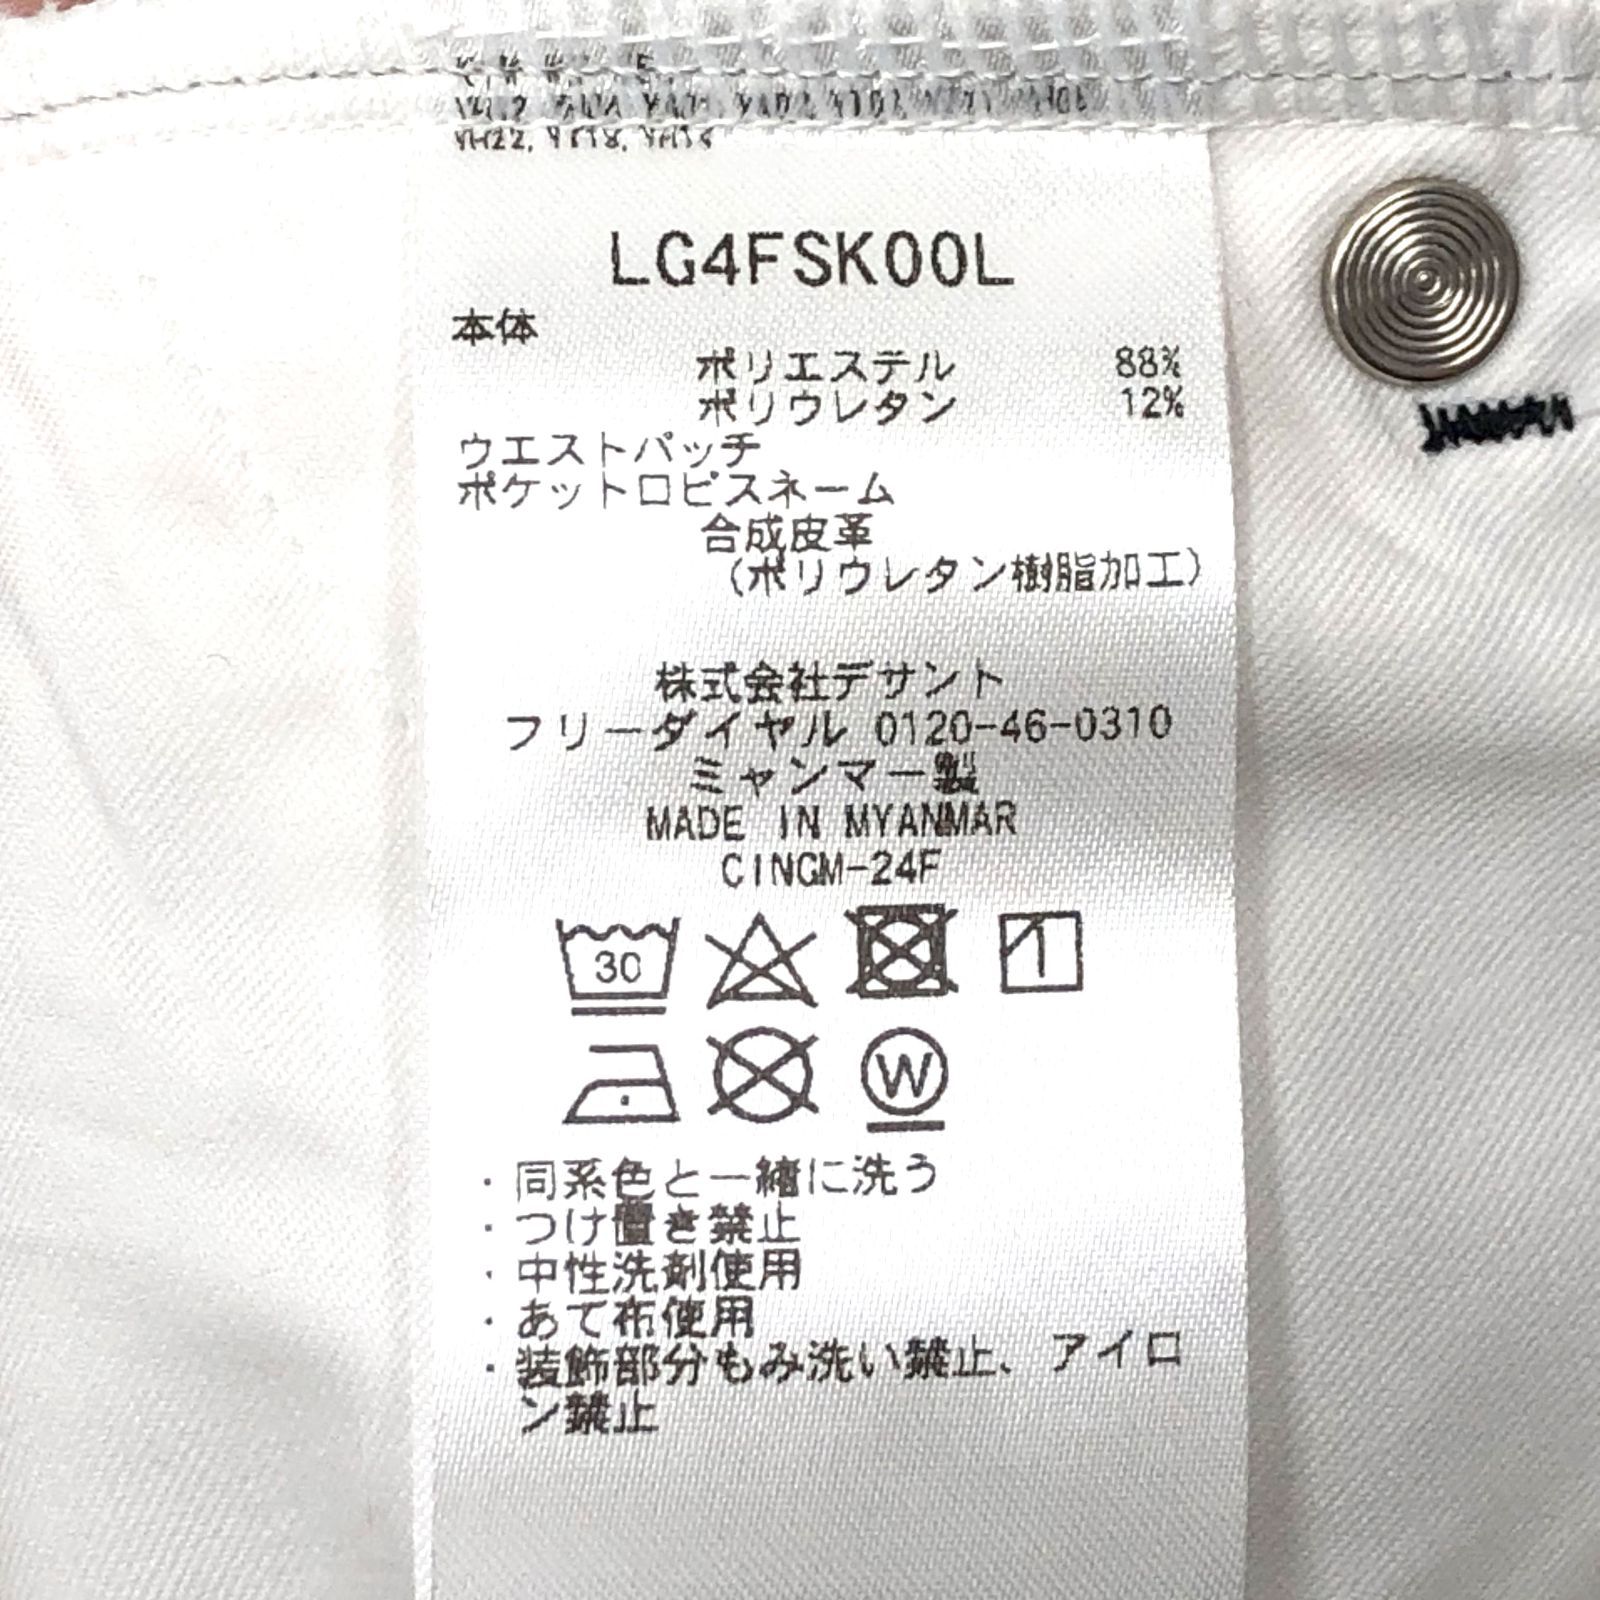 LG4FSK00L
本体
ポリエステル 88%
ポリウレタン 12%
ウエストパッチ
ポケット口ピスネーム
合成皮革
(ポリウレタン樹脂加工)
株式会社デサント
フリーダイヤル 0120-46-0310
ミャンマー製
MADE IN MYANMAR
CINGM-24F
30
W
・同系色と一緒に洗う
・つけ置き禁止
・中性洗剤使用
・あて布使用
・装飾部分もみ洗い禁止、アイロ
ン禁止